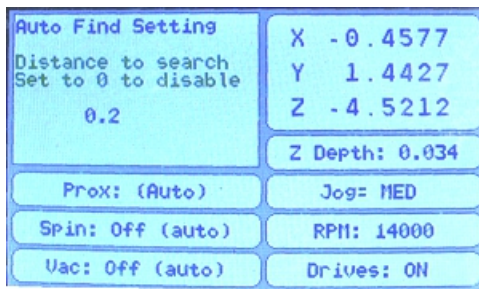 Auto Find Setting
Distance to search
Set to 0 to disable
0.2
X -0.4577
Y 1.4427
Z -4.5212
Z Depth: 0.034
Prox: (Auto)
Jog= MED
Spin: Off (auto)
RPM: 14000
Vac: Off (auto)
Drives: ON